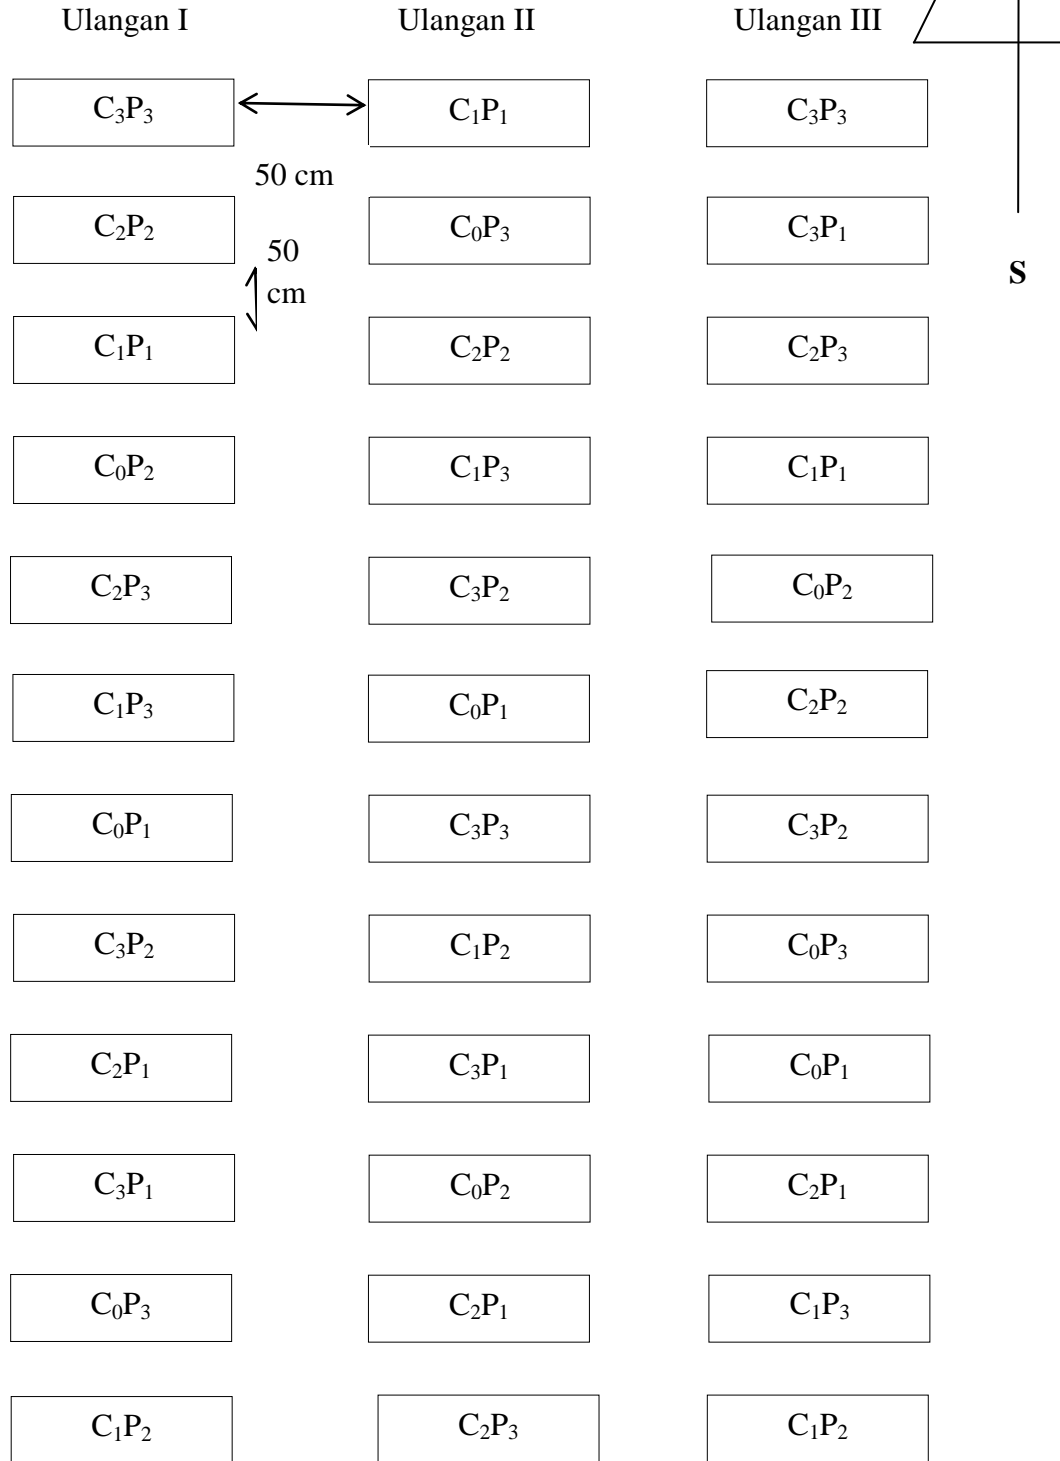 Ulangan I Ulangan II Ulangan III
C₃P₃ C₁P₁ C₃P₃
50 cm
C₂P₂ C₀P₃ C₃P₁
50
cm
S
C₁P₁ C₂P₂ C₂P₃
C₀P₂ C₁P₃ C₁P₁
C₂P₃ C₃P₂ C₀P₂
C₁P₃ C₀P₁ C₂P₂
C₀P₁ C₃P₃ C₃P₂
C₃P₂ C₁P₂ C₀P₃
C₂P₁ C₃P₁ C₀P₁
C₃P₁ C₀P₂ C₂P₁
C₀P₃ C₂P₁ C₁P₃
C₁P₂ C₂P₃ C₁P₂